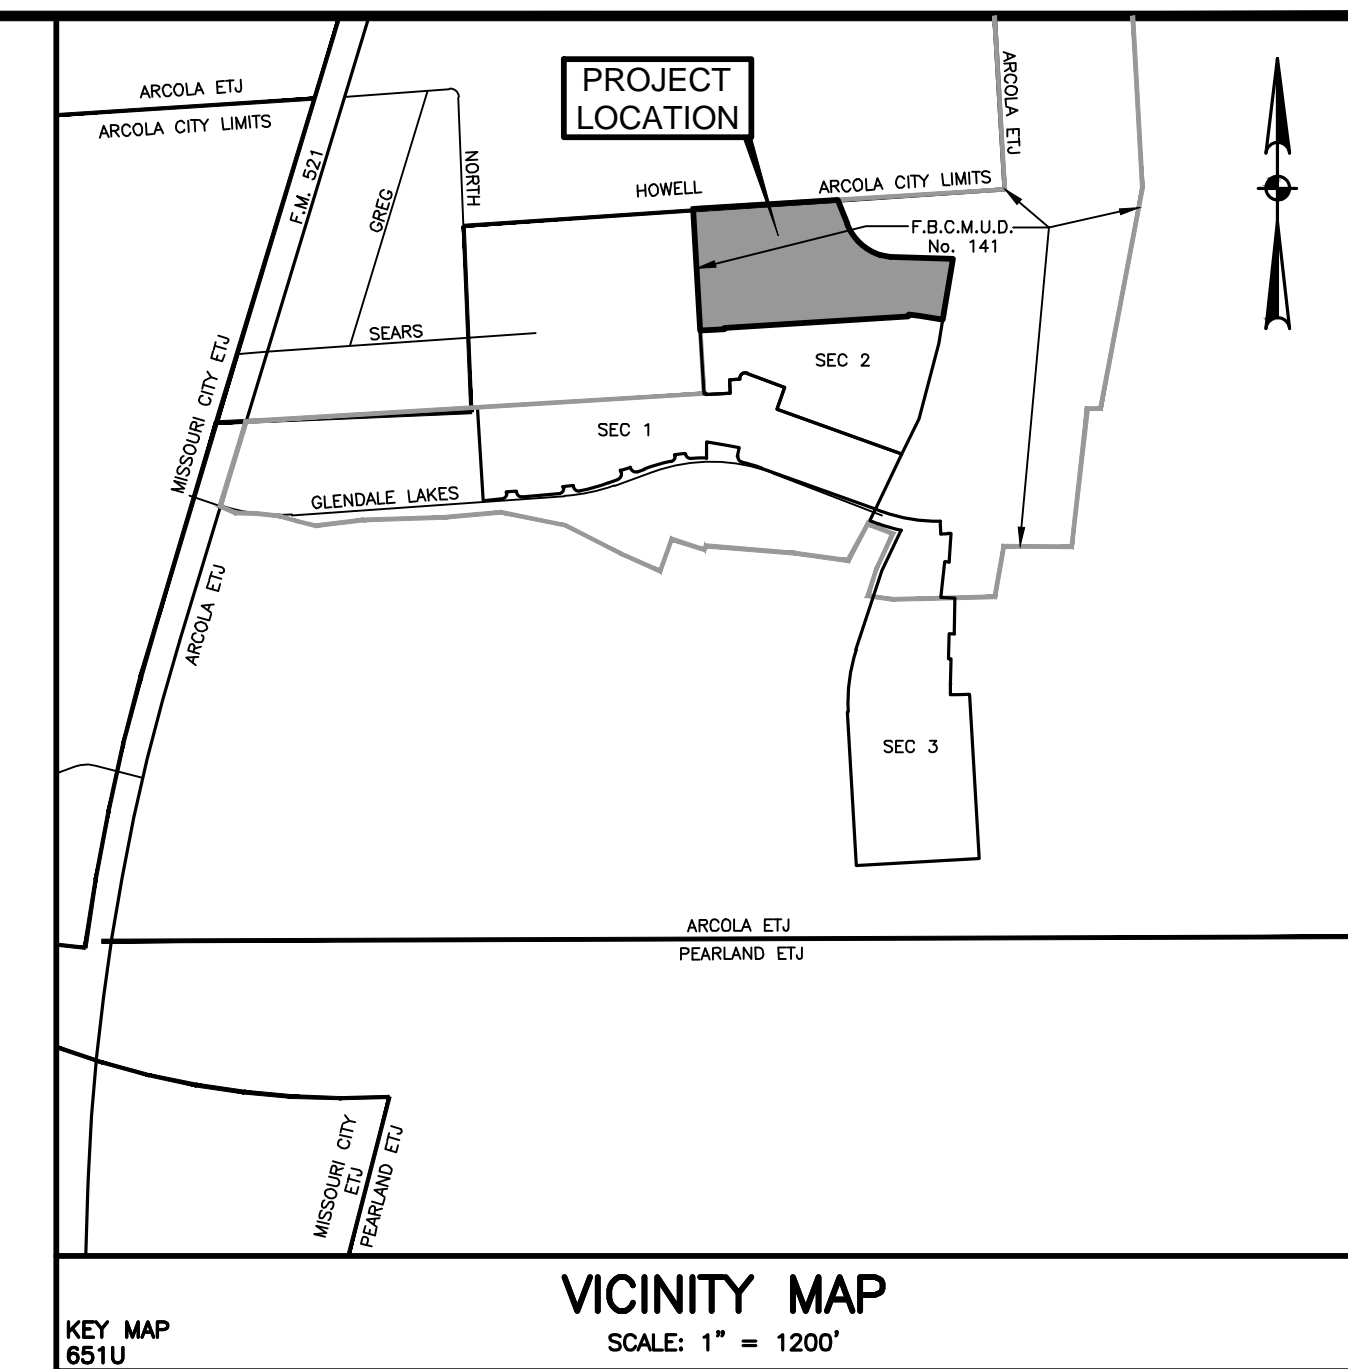 PROJECT
LOCATION
ARCOLA ETJ
ARCOLA CITY LIMITS
F.M. 521
GREG
NORTH
HOWELL
ARCOLA CITY LIMITS
ARCOLA ETJ
F.B.C.M.U.D.
No. 141
SEARS
SEC 2
MISSOURI CITY ETJ
SEC 1
GLENDALE LAKES
ARCOLA ETJ
SEC 3
ARCOLA ETJ
PEARLAND ETJ
MISSOURI CITY
ETJ
PEARLAND ETJ
VICINITY MAP
SCALE: 1" = 1200'
KEY MAP
651U